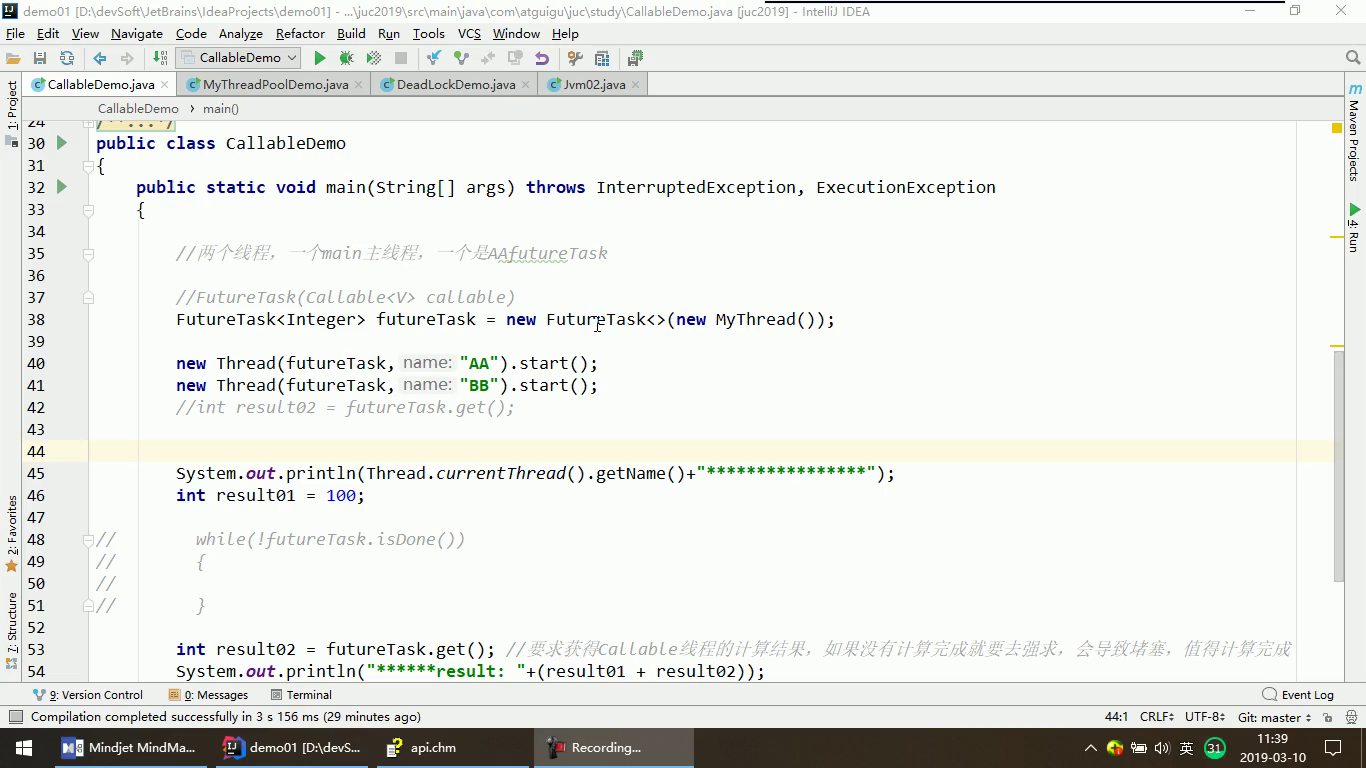 demo01 [D:\devSoft\JetBrains\IdeaProjects\demo01] - ...\juc2019\src\main\java\com\atguigu\juc\study\CallableDemo.java [juc2019] - IntelliJ IDEA
File Edit View Navigate Code Analyze Refactor Build Run Tools VCS Window Help
CallableDemo
CallableDemo.java MyThreadPoolDemo.java DeadLockDemo.java Jvm02.java
CallableDemo main()
1: Project
7: Structure
2: Favorites
Maven Projects
4: Run
24 /**...*/
30 public class CallableDemo
31 {
32 public static void main(String[] args) throws InterruptedException, ExecutionException
33 {
34
35 //两个线程，一个main主线程，一个是AAfutureTask
36
37 //FutureTask(Callable<V> callable)
38 FutureTask<Integer> futureTask = new FutureTask<>(new MyThread());
39
40 new Thread(futureTask, name: "AA").start();
41 new Thread(futureTask, name: "BB").start();
42 //int result02 = futureTask.get();
43
44
45 System.out.println(Thread.currentThread().getName()+"****************");
46 int result01 = 100;
47
48 // while(!futureTask.isDone())
49 // {
50 //
51 // }
52
53 int result02 = futureTask.get(); //要求获得Callable线程的计算结果，如果没有计算完成就要去强求，会导致堵塞，值得计算完成
54 System.out.println("******result: "+(result01 + result02));
9: Version Control 0: Messages Terminal Event Log
Compilation completed successfully in 3 s 156 ms (29 minutes ago) 44:1 CRLF UTF-8 Git: master
Mindjet MindMa... demo01 [D:\devS... api.chm Recording... 英 31 11:39
2019-03-10